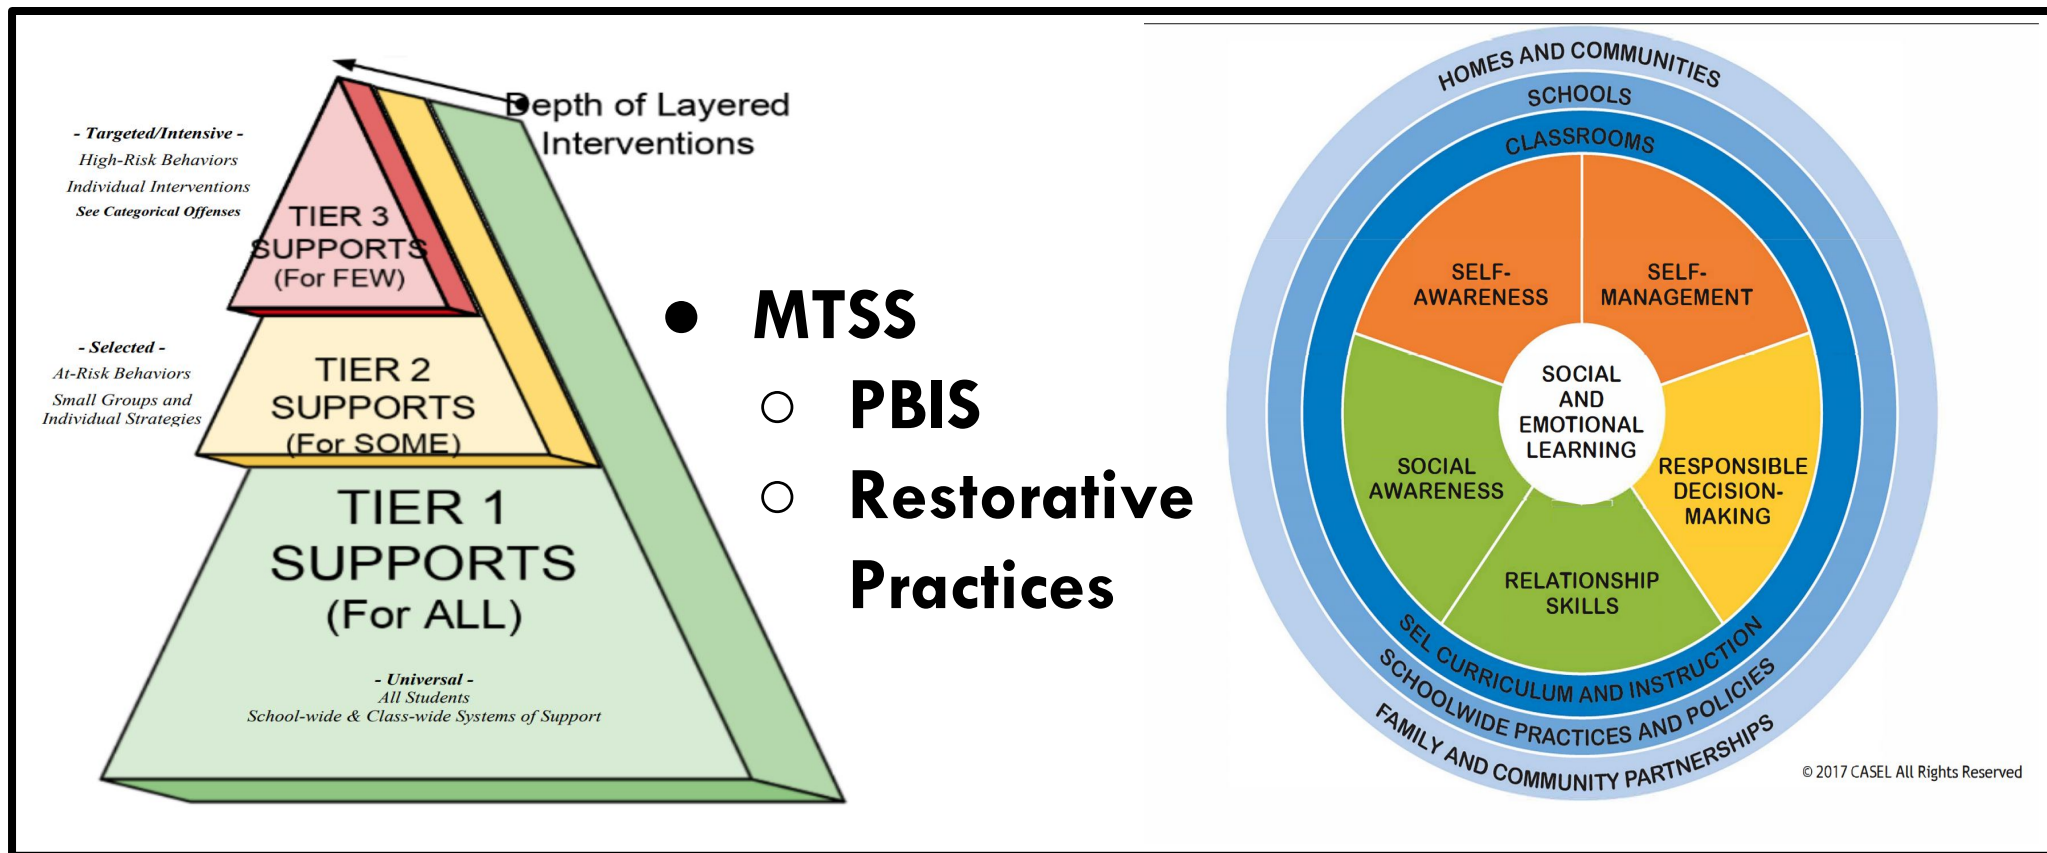 Depth of Layered
Interventions
- Targeted/Intensive -
High-Risk Behaviors
Individual Interventions
See Categorical Offenses
TIER 3
SUPPORTS
(For FEW)
- Selected -
At-Risk Behaviors
Small Groups and
Individual Strategies
TIER 2
SUPPORTS
(For SOME)
TIER 1
SUPPORTS
(For ALL)
- Universal -
All Students
School-wide & Class-wide Systems of Support
● MTSS
○ PBIS
○ Restorative
Practices
HOMES AND COMMUNITIES
SCHOOLS
CLASSROOMS
SELF-
AWARENESS
SELF-
MANAGEMENT
SOCIAL
AND
EMOTIONAL
LEARNING
SOCIAL
AWARENESS
RESPONSIBLE
DECISION-
MAKING
RELATIONSHIP
SKILLS
SEL CURRICULUM AND INSTRUCTION
SCHOOLWIDE PRACTICES AND POLICIES
FAMILY AND COMMUNITY PARTNERSHIPS
© 2017 CASEL All Rights Reserved